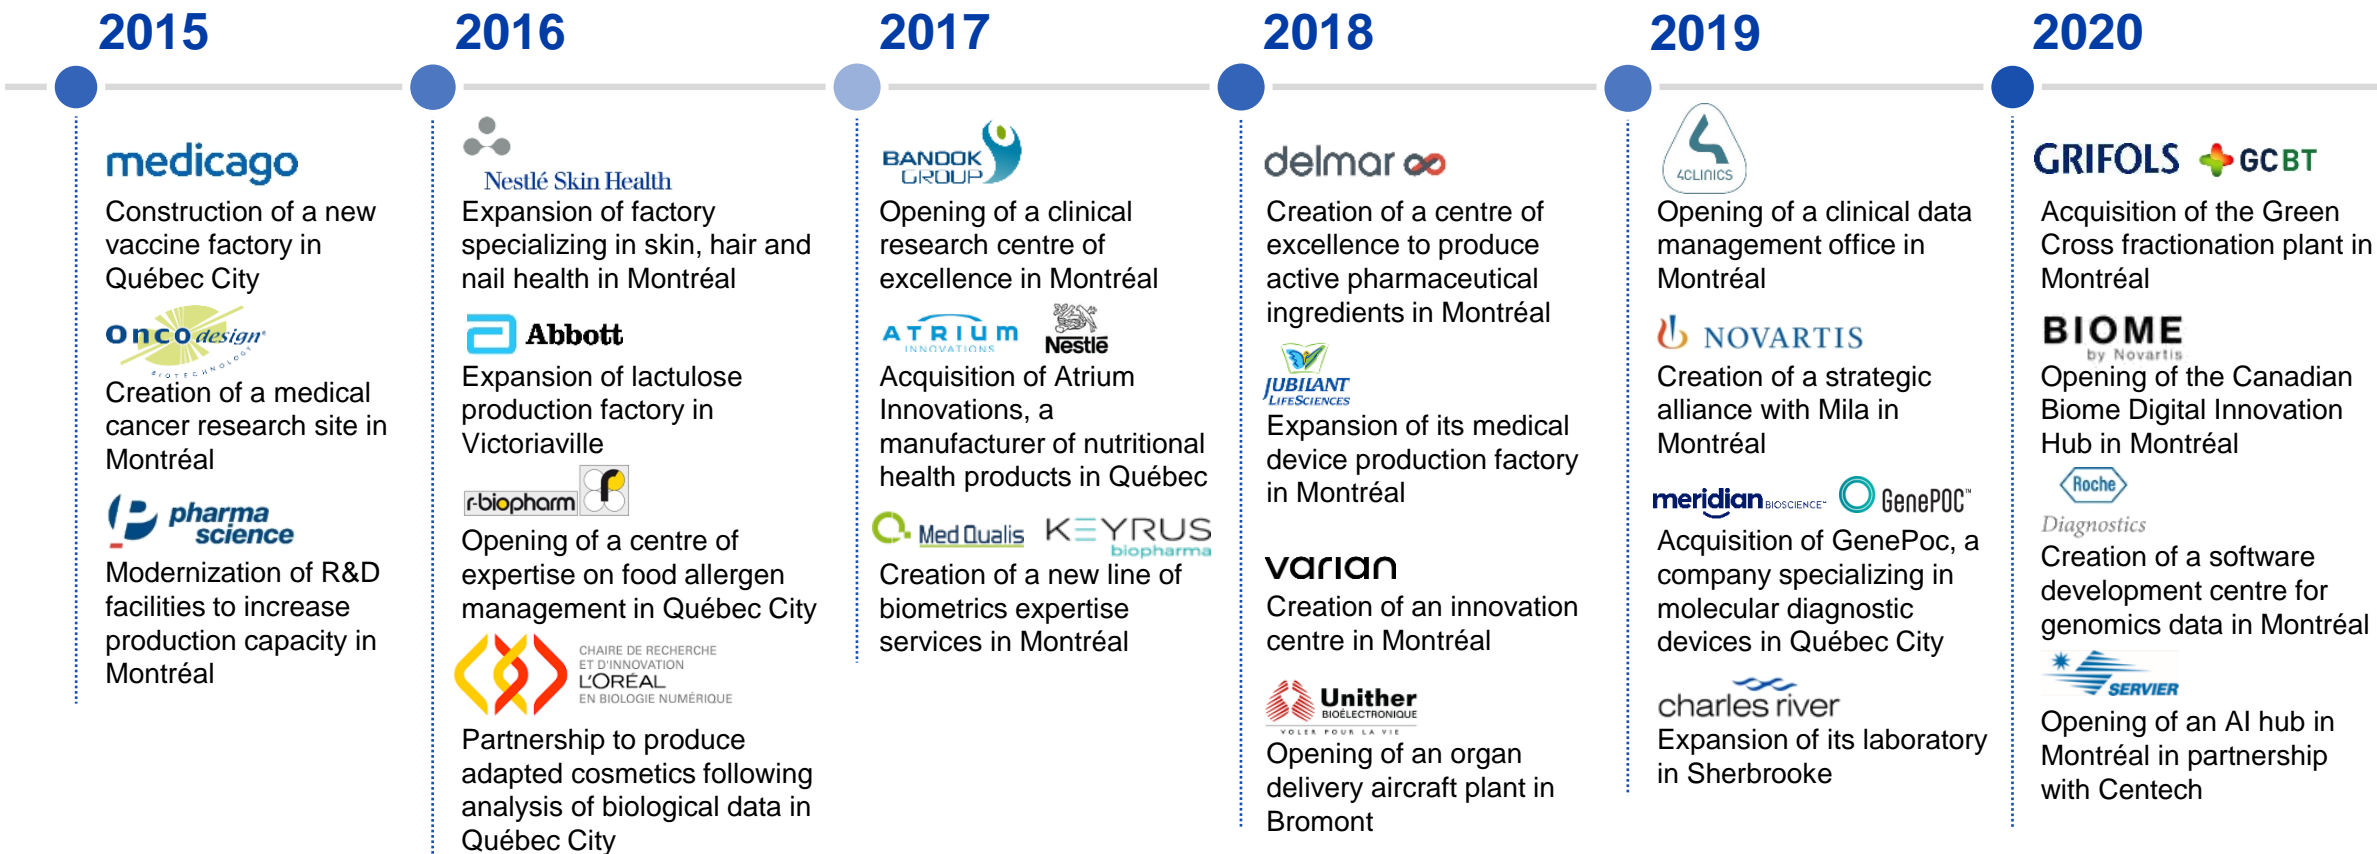 2015
medicago
Construction of a new
vaccine factory in
Québec City
Oncodesign®
BIOTECHNOLOGY
Creation of a medical
cancer research site in
Montréal
pharma
science
Modernization of R&D
facilities to increase
production capacity in
Montréal
2016
Nestlé Skin Health
Expansion of factory
specializing in skin, hair and
nail health in Montréal
Abbott
Expansion of lactulose
production factory in
Victoriaville
r-biopharm
Opening of a centre of
expertise on food allergen
management in Québec City
CHAIRE DE RECHERCHE
ET D'INNOVATION
L'ORÉAL
EN BIOLOGIE NUMÉRIQUE
Partnership to produce
adapted cosmetics following
analysis of biological data in
Québec City
2017
BANOOK
GROUP
Opening of a clinical
research centre of
excellence in Montréal
ATRIUM
INNOVATIONS
Nestlé
Acquisition of Atrium
Innovations, a
manufacturer of nutritional
health products in Québec
Med Qualis
KEYRUS
biopharma
Creation of a new line of
biometrics expertise
services in Montréal
2018
delmar
Creation of a centre of
excellence to produce
active pharmaceutical
ingredients in Montréal
JUBILANT
LIFESCIENCES
Expansion of its medical
device production factory
in Montréal
varian
Creation of an innovation
centre in Montréal
Unither
BIOÉLECTRONIQUE
VOLER POUR LA VIE
Opening of an organ
delivery aircraft plant in
Bromont
2019
4CLINICS
Opening of a clinical data
management office in
Montréal
NOVARTIS
Creation of a strategic
alliance with Mila in
Montréal
meridian BIOSCIENCE™
GenePOC™
Acquisition of GenePoc, a
company specializing in
molecular diagnostic
devices in Québec City
charles river
Expansion of its laboratory
in Sherbrooke
2020
GRIFOLS
GCBT
Acquisition of the Green
Cross fractionation plant in
Montréal
BIOME
by Novartis
Opening of the Canadian
Biome Digital Innovation
Hub in Montréal
Roche
Diagnostics
Creation of a software
development centre for
genomics data in Montréal
SERVIER
Opening of an AI hub in
Montréal in partnership
with Centech